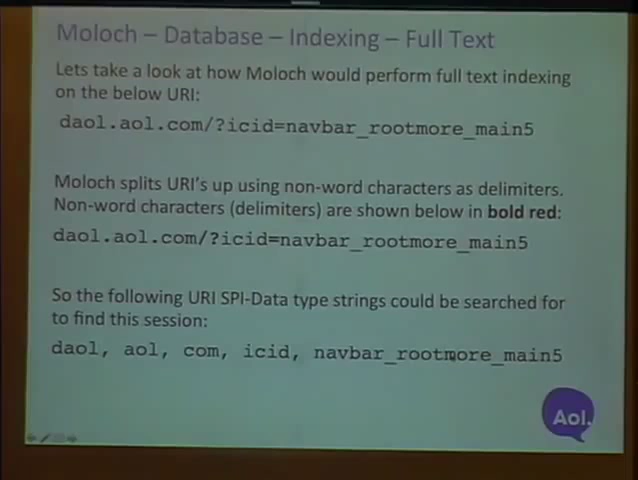 Moloch – Database – Indexing – Full Text
Lets take a look at how Moloch would perform full text indexing
on the below URI:
daol.aol.com/?icid=navbar_rootmore_main5
Moloch splits URI's up using non-word characters as delimiters.
Non-word characters (delimiters) are shown below in bold red:
daol.aol.com/?icid=navbar_rootmore_main5
So the following URI SPI-Data type strings could be searched for
to find this session:
daol, aol, com, icid, navbar_rootmore_main5
Aol.